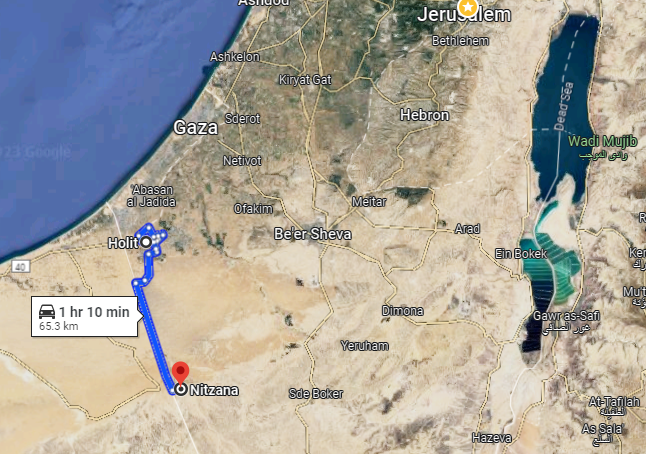 Ashdod
Jerusalem
Bethlehem
Ashkelon
Kiryat Gat
Dead Sea
Hebron
Gaza
Sderot
Wadi Mujib
وادي الموجب
Netivot
Abasan
al Jadida
Ofakim
Meitar
Holit
Be'er Sheva
Arad
Ein Bokek
40
1 hr 10 min
65.3 km
Dimona
Gawr as-Safi
غور الصافي
Yeruham
Nitzana
Sde Boker
At-Tafilah
الطفيلة
As Sala
السلع
Hazeva